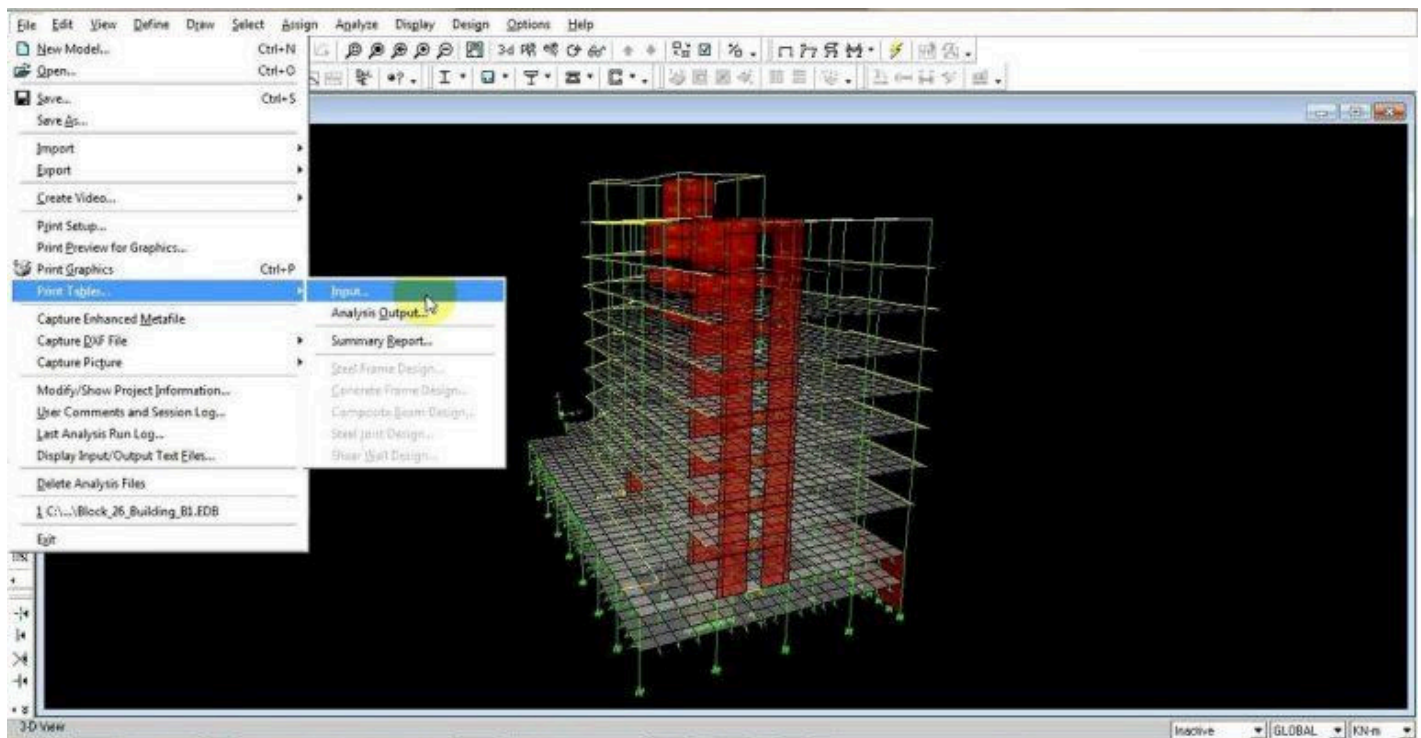 File Edit View Define Draw Select Assign Analyze Display Design Options Help
New Model... Ctrl+N
Open... Ctrl+O
Save... Ctrl+S
Save As...
Import
Export
Create Video...
Print Setup...
Print Preview for Graphics...
Print Graphics Ctrl+P
Print Tables...
Capture Enhanced Metafile
Capture DXF File
Capture Picture
Modify/Show Project Information...
User Comments and Session Log...
Last Analysis Run Log...
Display Input/Output Text Files...
Delete Analysis Files
1 C:\...\Block_26_Building_B1.EDB
Exit
Input...
Analysis Output...
Summary Report...
Steel Frame Design...
Concrete Frame Design...
Composite Beam Design...
Steel Joist Design...
Shear Wall Design...
3-d
3-D View
Inactive GLOBAL KN-m